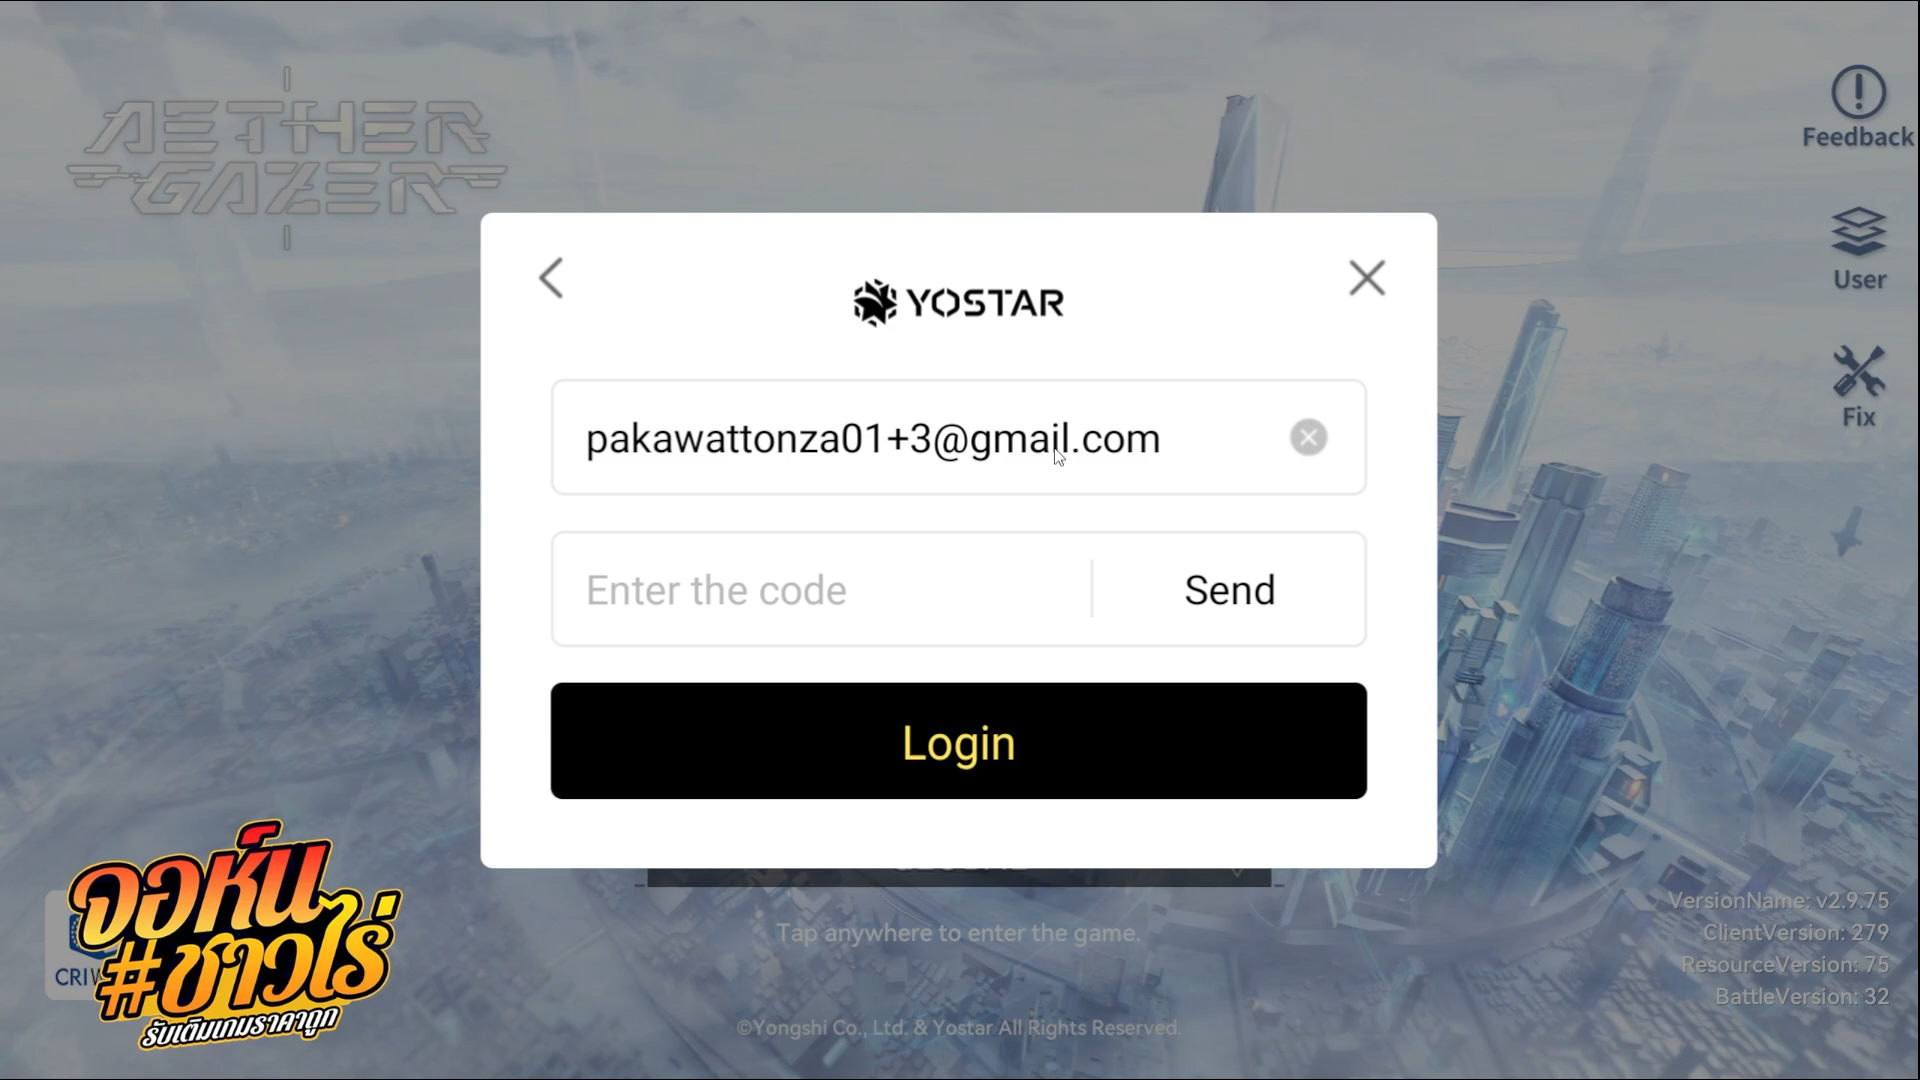 AETHER
GAZER
Feedback
User
Fix
YOSTAR
pakawattonza01+3@gmail.com
Enter the code
Send
Login
Tap anywhere to enter the game.
VersionName: v2.9.75
ClientVersion: 279
ResourceVersion: 75
BattleVersion: 32
©Yongshi Co., Ltd. & Yostar All Rights Reserved.
จอห์น
#ชาวไร่
รับเติมเกมราคาถูก